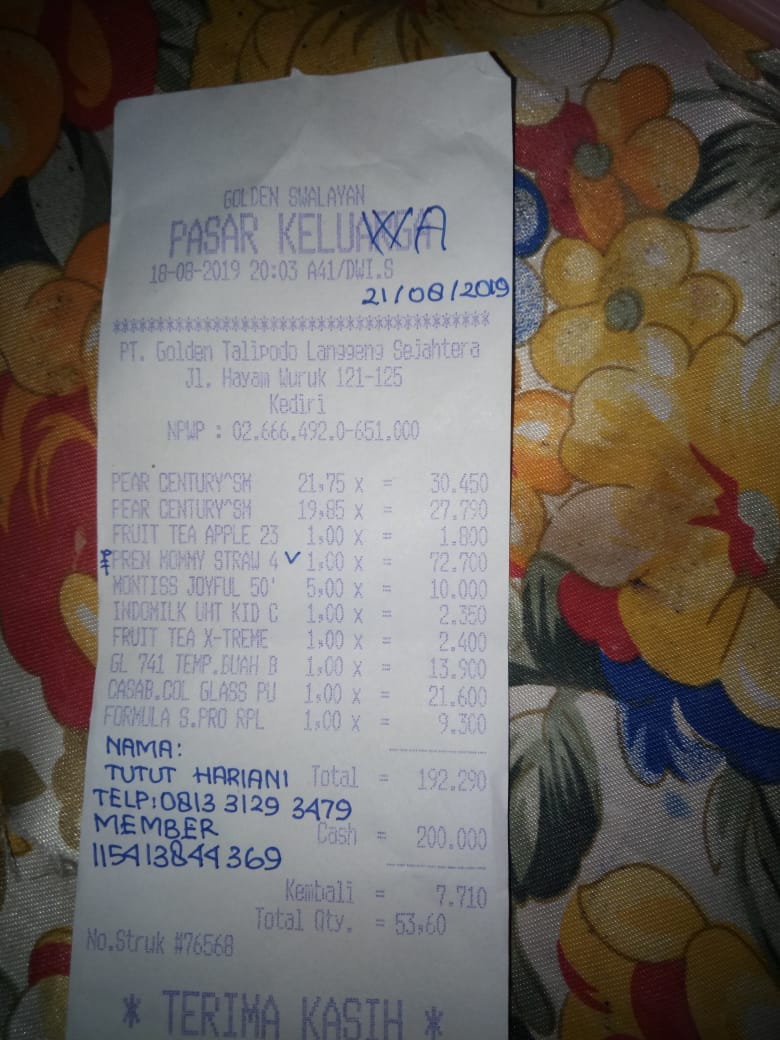 GOLDEN SWALAYAN
PASAR KELUARGA
WA
18-08-2019 20:03 A41/DWI.S
21/08/2019
****************************************
PT. Golden Talipodo Langgeng Sejahtera
Jl. Hayam Wuruk 121-125
Kediri
NPWP : 02.666.492.0-651.000
PEAR CENTURY^SM 21,75 x = 30.450
PEAR CENTURY^SM 19,85 x = 27.790
FRUIT TEA APPLE 23 1,00 x = 1.800
PREN MOMMY STRAW 4 ✓ 1,00 x = 72.700
MONTISS JOYFUL 50' 5,00 x = 10.000
INDOMILK UHT KID C 1,00 x = 2.350
FRUIT TEA X-TREME 1,00 x = 2.400
GL 741 TEMP.BUAH B 1,00 x = 13.900
CASAB.COL GLASS PU 1,00 x = 21.600
FORMULA S.PRO RPL 1,00 x = 9.300
NAMA:
TUTUT HARIANI
Total = 192.290
TELP:0813 3129 3479
MEMBER
Cash = 200.000
115413844369
Kembali = 7.710
Total Qty. = 53,60
No.Struk #76568
* TERIMA KASIH *